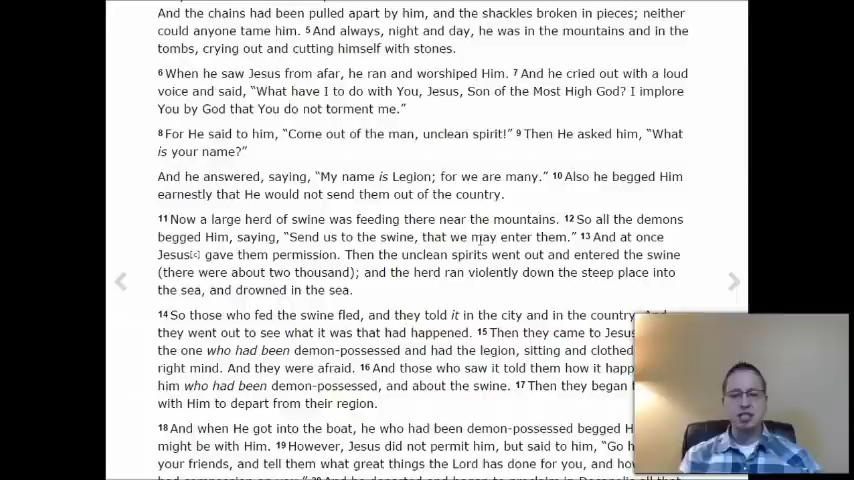 And the chains had been pulled apart by him, and the shackles broken in pieces; neither
could anyone tame him. 5 And always, night and day, he was in the mountains and in the
tombs, crying out and cutting himself with stones.
6 When he saw Jesus from afar, he ran and worshiped Him. 7 And he cried out with a loud
voice and said, “What have I to do with You, Jesus, Son of the Most High God? I implore
You by God that You do not torment me.”
8 For He said to him, “Come out of the man, unclean spirit!” 9 Then He asked him, “What
is your name?”
And he answered, saying, “My name is Legion; for we are many.” 10 Also he begged Him
earnestly that He would not send them out of the country.
11 Now a large herd of swine was feeding there near the mountains. 12 So all the demons
begged Him, saying, “Send us to the swine, that we may enter them.” 13 And at once
Jesus[c] gave them permission. Then the unclean spirits went out and entered the swine
(there were about two thousand); and the herd ran violently down the steep place into
the sea, and drowned in the sea.
14 So those who fed the swine fled, and they told it in the city and in the country. And
they went out to see what it was that had happened. 15 Then they came to Jesus
the one who had been demon-possessed and had the legion, sitting and clothed
right mind. And they were afraid. 16 And those who saw it told them how it happ
him who had been demon-possessed, and about the swine. 17 Then they began
with Him to depart from their region.
18 And when He got into the boat, he who had been demon-possessed begged H
might be with Him. 19 However, Jesus did not permit him, but said to him, “Go h
your friends, and tell them what great things the Lord has done for you, and how